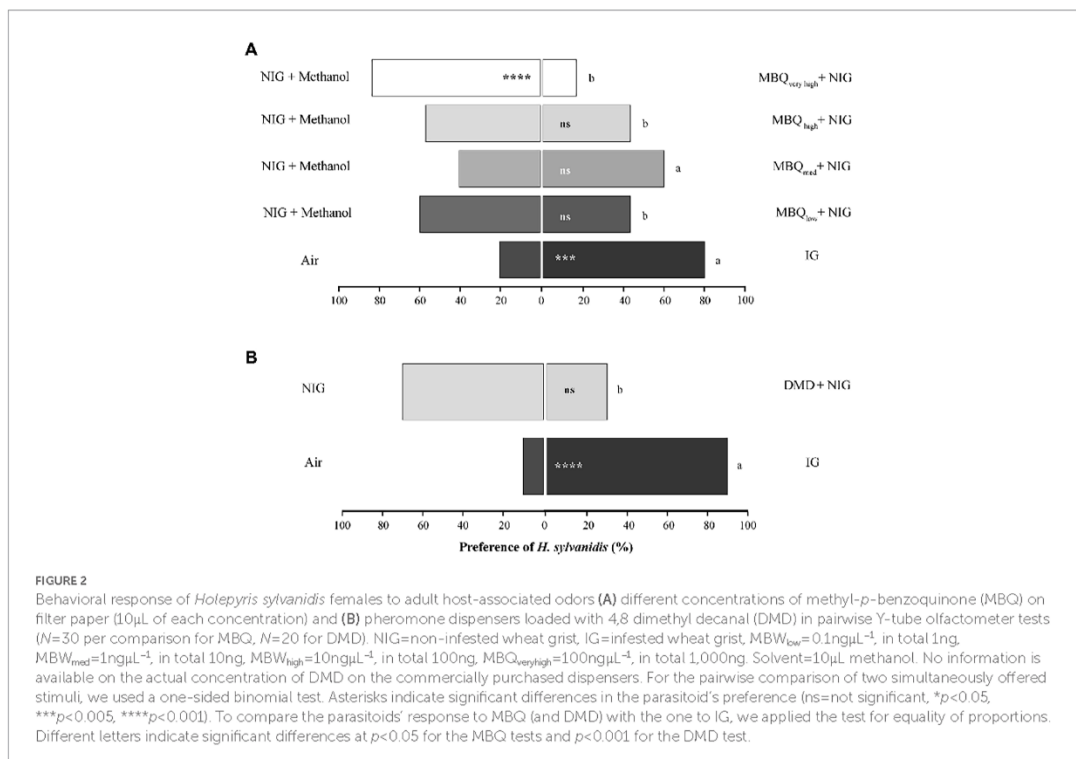 A
NIG + Methanol **** b MBQvery high+ NIG
NIG + Methanol ns b MBQhigh+ NIG
NIG + Methanol ns a MBQmed+ NIG
NIG + Methanol ns b MBQlow+ NIG
Air *** a IG
100 80 60 40 20 0 20 40 60 80 100
B
NIG ns b DMD + NIG
Air **** a IG
100 80 60 40 20 0 20 40 60 80 100
Preference of H. sylvanidis (%)
FIGURE 2
Behavioral response of Holepyris sylvanidis females to adult host-associated odors (A) different concentrations of methyl-p-benzoquinone (MBQ) on
filter paper (10μL of each concentration) and (B) pheromone dispensers loaded with 4,8 dimethyl decanal (DMD) in pairwise Y-tube olfactometer tests
(N=30 per comparison for MBQ, N=20 for DMD). NIG=non-infested wheat grist, IG=infested wheat grist, MBWlow=0.1ngμL⁻¹, in total 1ng,
MBWmed=1ngμL⁻¹, in total 10ng, MBWhigh=10ngμL⁻¹, in total 100ng, MBQveryhigh=100ngμL⁻¹, in total 1,000ng. Solvent=10μL methanol. No information is
available on the actual concentration of DMD on the commercially purchased dispensers. For the pairwise comparison of two simultaneously offered
stimuli, we used a one-sided binomial test. Asterisks indicate significant differences in the parasitoid's preference (ns=not significant, *p<0.05,
***p<0.005, ****p<0.001). To compare the parasitoids' response to MBQ (and DMD) with the one to IG, we applied the test for equality of proportions.
Different letters indicate significant differences at p<0.05 for the MBQ tests and p<0.001 for the DMD test.